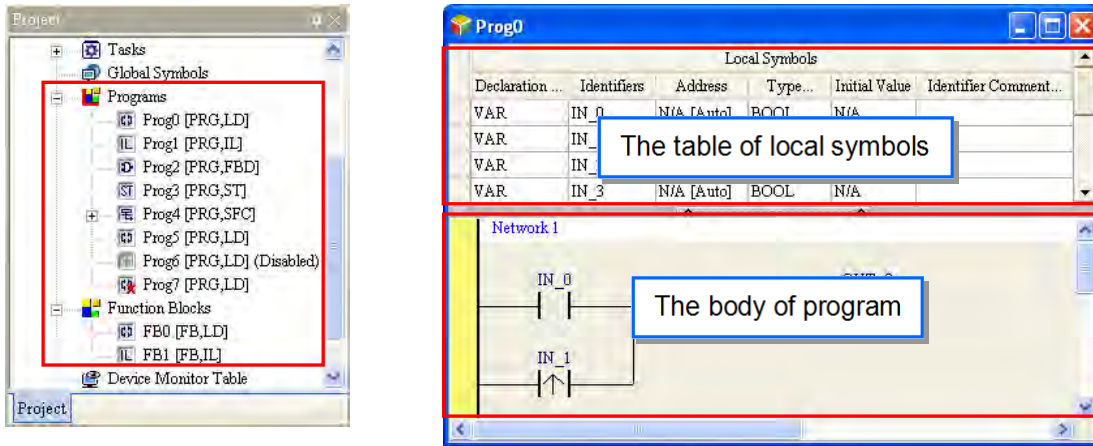 Project
Tasks
Global Symbols
Programs
Prog0 [PRG,LD]
IL Prog1 [PRG,IL]
Prog2 [PRG,FBD]
ST Prog3 [PRG,ST]
Prog4 [PRG,SFC]
Prog5 [PRG,LD]
Prog6 [PRG,LD] (Disabled)
Prog7 [PRG,LD]
Function Blocks
FB0 [FB,LD]
IL FB1 [FB,IL]
Device Monitor Table
Project
Prog0
Local Symbols
Declaration ... Identifiers Address Type... Initial Value Identifier Comment...
VAR IN_0 N/A [Auto] BOOL N/A
VAR IN_
VAR IN_
VAR IN_3 N/A [Auto] BOOL N/A
The table of local symbols
Network 1
IN_0
The body of program
IN_1